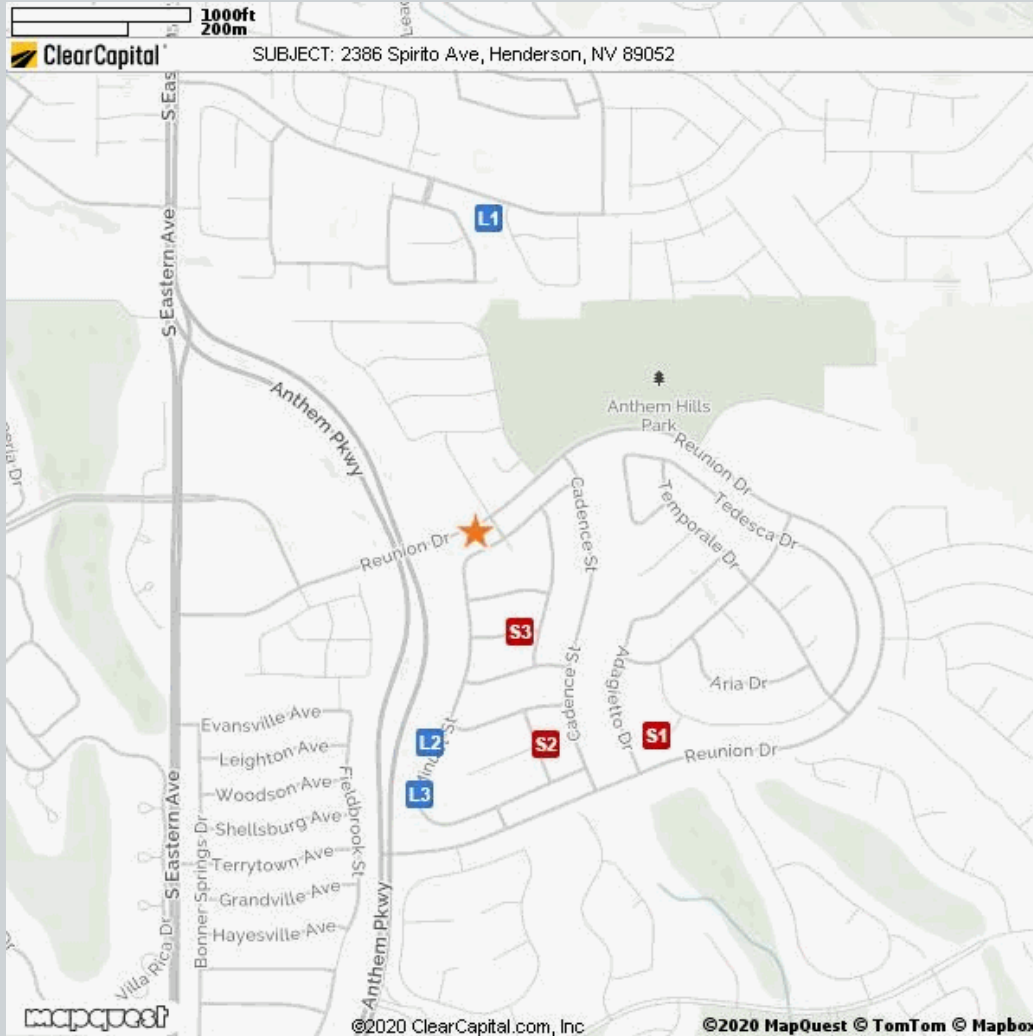 1000ft
200m
ClearCapital
SUBJECT: 2386 Spirito Ave, Henderson, NV 89052
S Eas
L1
S Eastern Ave
Anthem Hills
Park
Anthem Pkwy
Reunion Dr
Cadence St
Temporale Dr
Tedesca Dr
Reunion Dr
S3
Cadence St
Adagietto Dr
Aria Dr
Evansville Ave
L2
S2
S1
Reunion Dr
Leighton Ave
Woodson Ave
L3
Fieldbrook St
Shellsburg Ave
Terrytown Ave
S Eastern Ave
Bonner Springs Dr
Grandville Ave
Hayesville Ave
Anthem Pkwy
Villa Rica Dr
mapquest
©2020 ClearCapital.com, Inc
©2020 MapQuest © TomTom © Mapbo